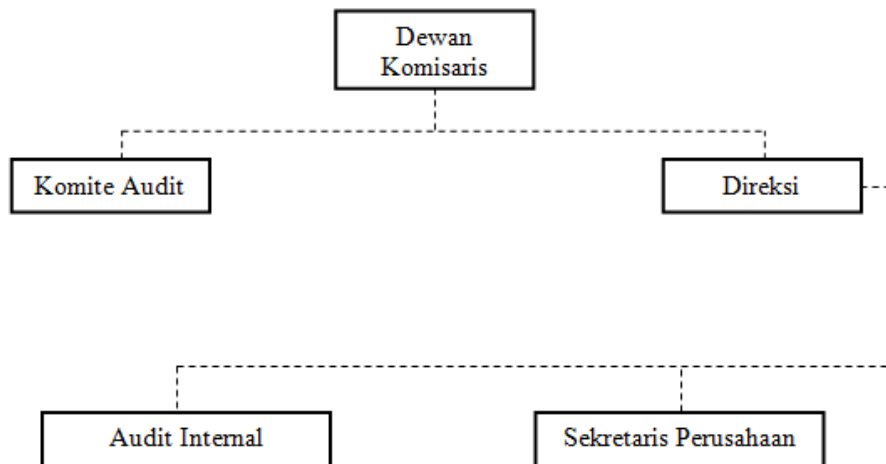 Dewan
Komisaris
Komite Audit
Direksi
Audit Internal
Sekretaris Perusahaan